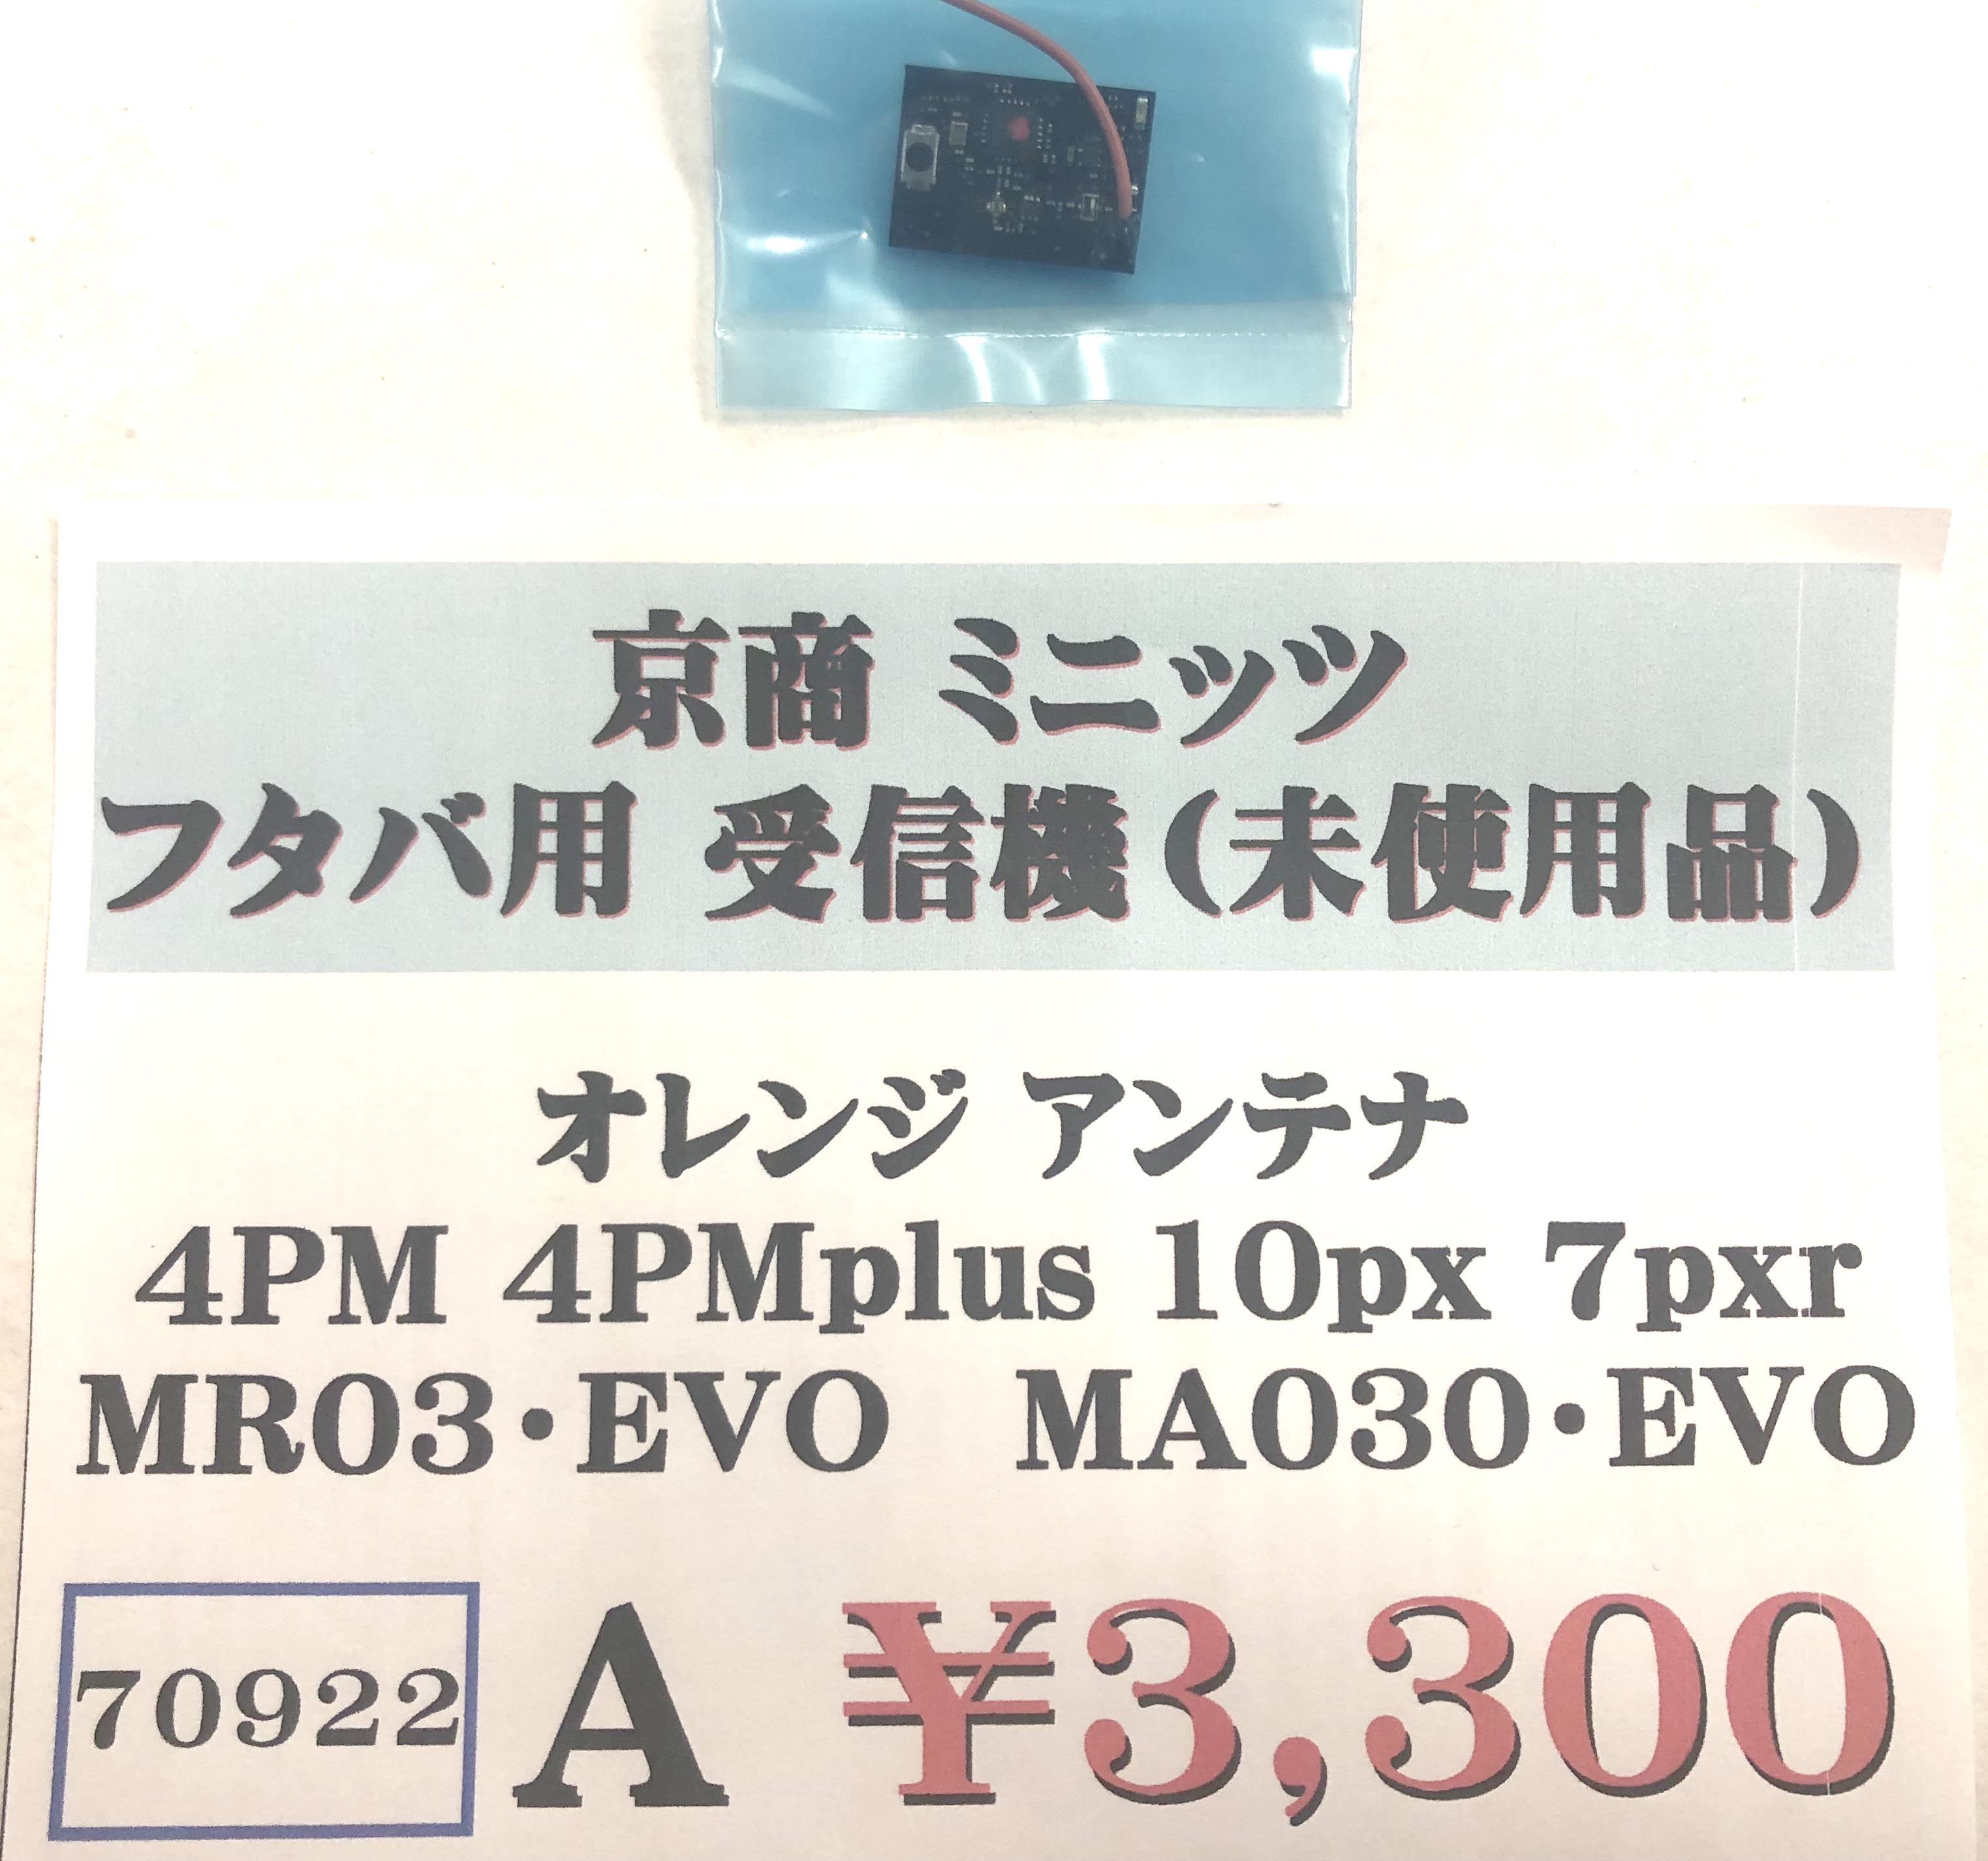 京商 ミニッツ
フタバ用 受信機(未使用品)
オレンジ アンテナ
4PM 4PMplus 10px 7pxr
MR03・EVO MA030・EVO
70922 A ¥3,300